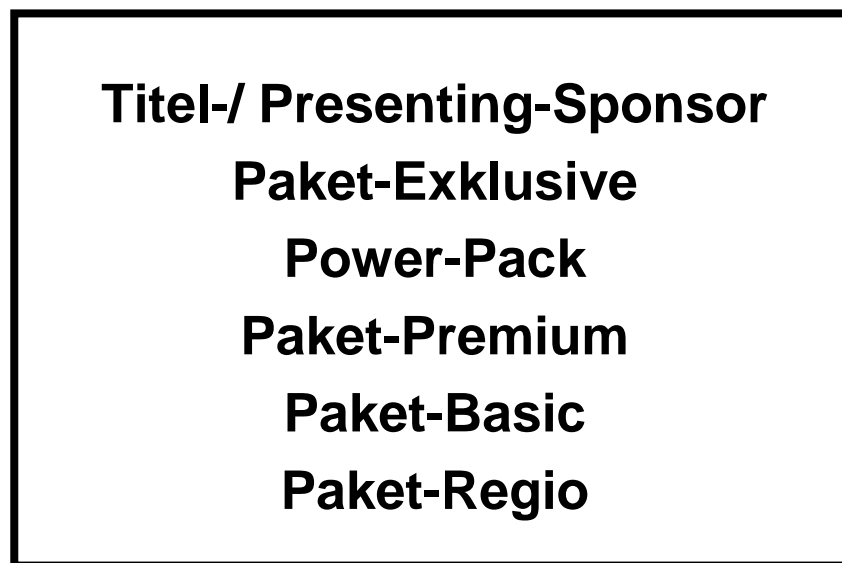 Titel-/ Presenting-Sponsor
Paket-Exklusive
Power-Pack
Paket-Premium
Paket-Basic
Paket-Regio